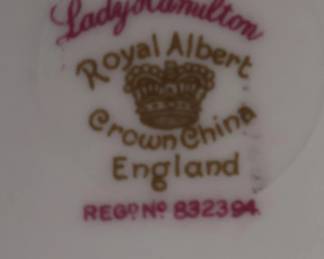 Lady Hamilton
Royal Albert
Crown China
England
REGD No 832394.